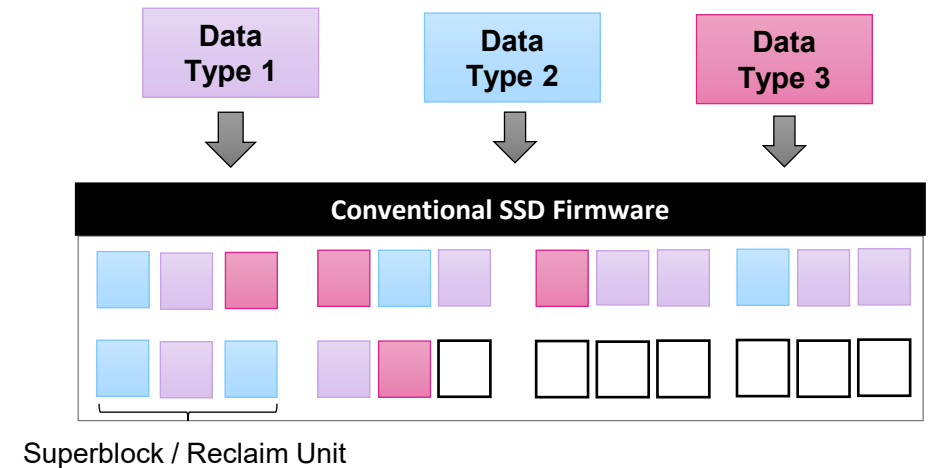 Data
Type 1
Data
Type 2
Data
Type 3
Conventional SSD Firmware
Superblock / Reclaim Unit